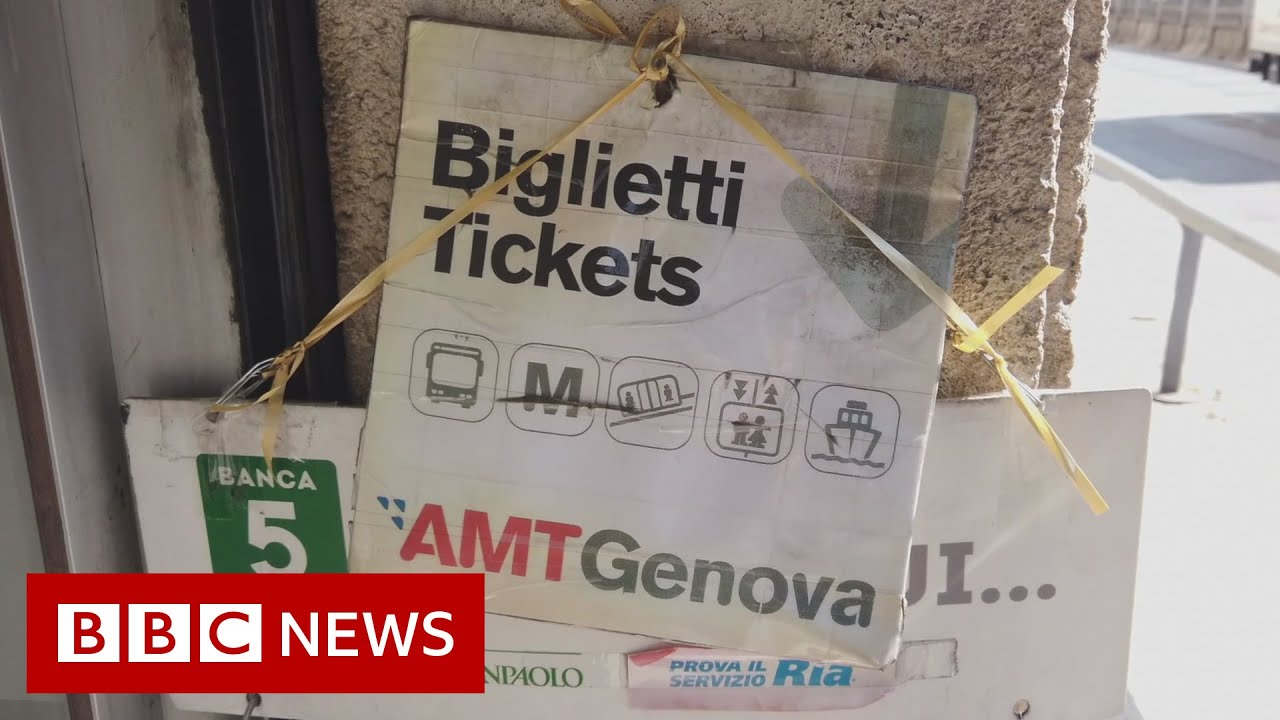 Biglietti
Tickets
M
AMTGenova
BANCA
5
UI...
NPAOLO
PROVA IL
SERVIZIO Ria
BBC NEWS